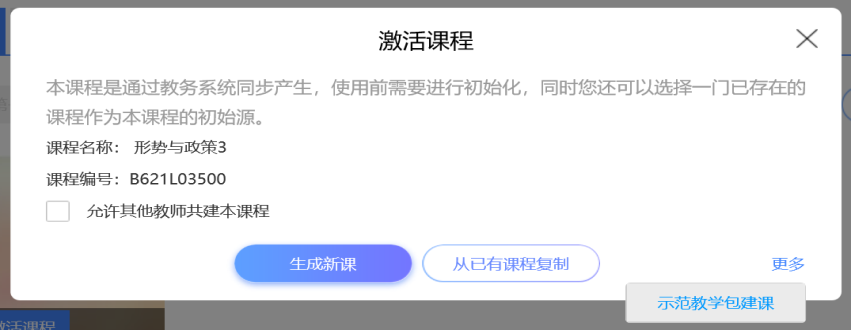 激活课程
本课程是通过教务系统同步产生，使用前需要进行初始化，同时您还可以选择一门已存在的
课程作为本课程的初始源。
课程名称： 形势与政策3
课程编号：B621L03500
允许其他教师共建本课程
生成新课
从已有课程复制
更多
示范教学包建课
激活课程